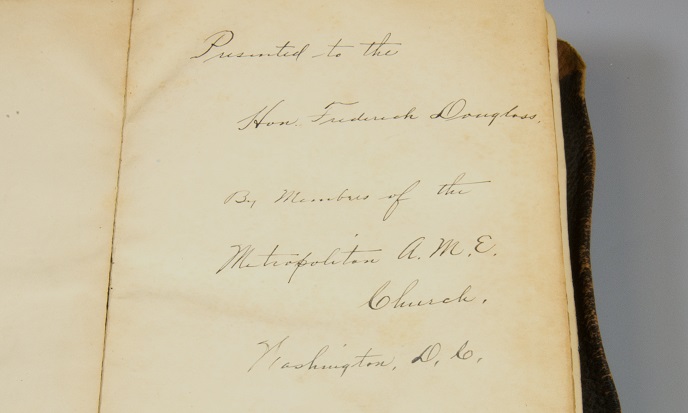 Presented to the
Hon. Frederick Douglass.
By Members of the
Metropolitan A. M. E.
Church.
Washington, D. C.